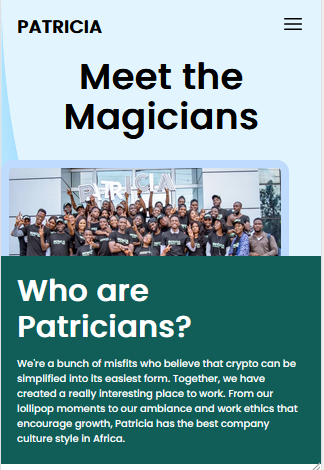 PATRICIA
Meet the
Magicians
PATRICIA
Who are
Patricians?
We're a bunch of misfits who believe that crypto can be
simplified into its easiest form. Together, we have
created a really interesting place to work. From our
lollipop moments to our ambiance and work ethics that
encourage growth, Patricia has the best company
culture style in Africa.